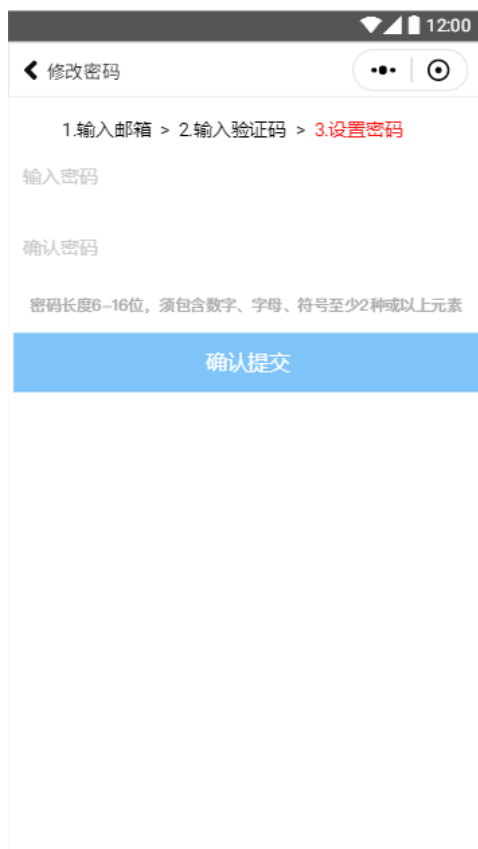 12:00
修改密码
1.输入邮箱 > 2.输入验证码 > 3.设置密码
输入密码
确认密码
密码长度6-16位，须包含数字、字母、符号至少2种或以上元素
确认提交